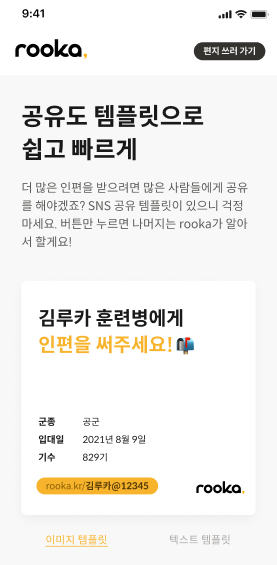 9:41
rooka.
편지 쓰러 가기
공유도 템플릿으로
쉽고 빠르게
더 많은 인편을 받으려면 많은 사람들에게 공유
를 해야겠죠? SNS 공유 템플릿이 있으니 걱정
마세요. 버튼만 누르면 나머지는 rooka가 알아
서 할게요!
김루카 훈련병에게
인편을 써주세요!
군종 공군
입대일 2021년 8월 9일
기수 829기
rooka.kr/김루카@12345
rooka.
이미지 템플릿 텍스트 템플릿